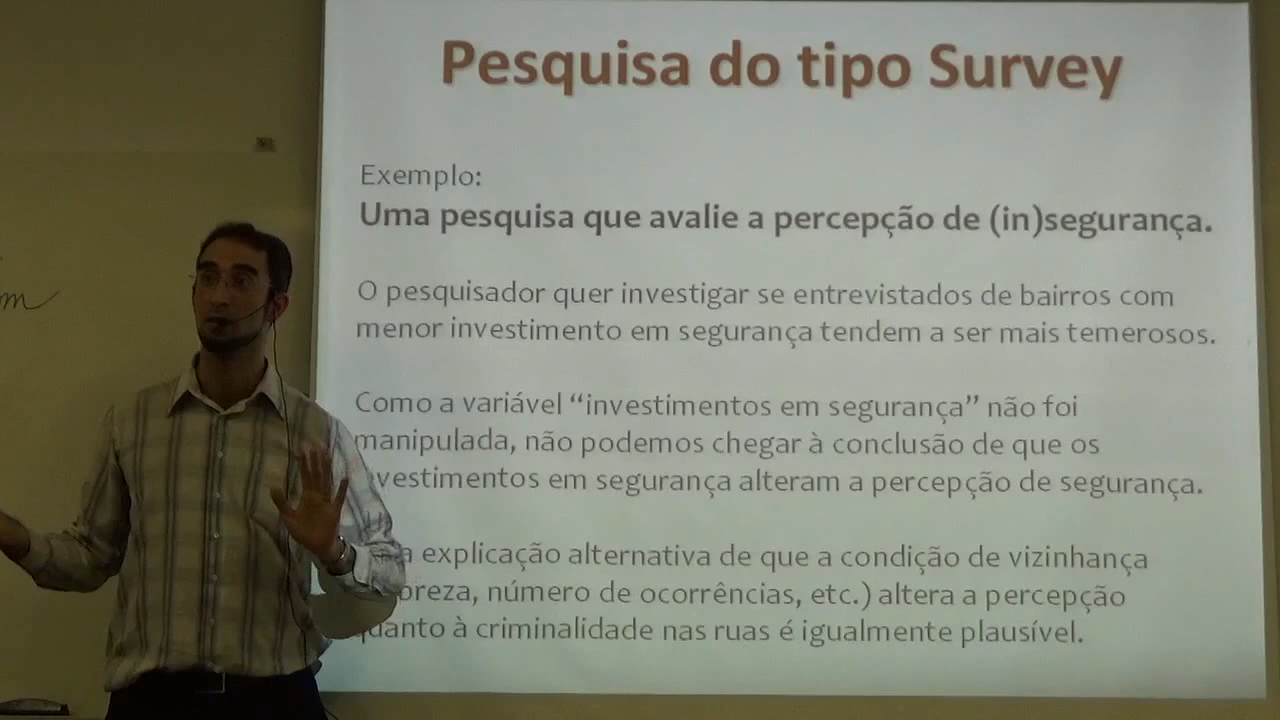 Pesquisa do tipo Survey
Exemplo:
Uma pesquisa que avalie a percepção de (in)segurança.
O pesquisador quer investigar se entrevistados de bairros com
menor investimento em segurança tendem a ser mais temerosos.
Como a variável “investimentos em segurança” não foi
manipulada, não podemos chegar à conclusão de que os
vestimentos em segurança alteram a percepção de segurança.
explicação alternativa de que a condição de vizinhança
breza, número de ocorrências, etc.) altera a percepção
quanto à criminalidade nas ruas é igualmente plausível.